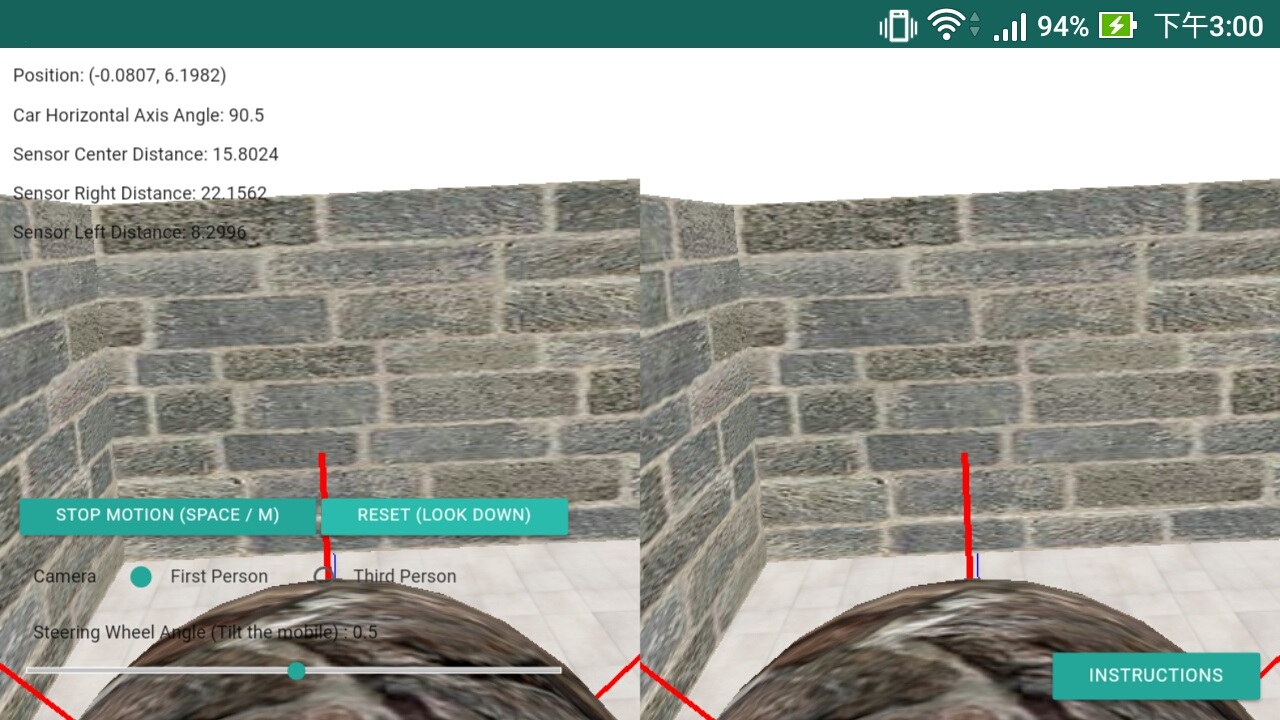 94% 下午3:00
Position: (-0.0807, 6.1982)
Car Horizontal Axis Angle: 90.5
Sensor Center Distance: 15.8024
Sensor Right Distance: 22.1562
Sensor Left Distance: 8.2996
STOP MOTION (SPACE / M) RESET (LOOK DOWN)
Camera First Person Third Person
Steering Wheel Angle (Tilt the mobile) : 0.5
INSTRUCTIONS